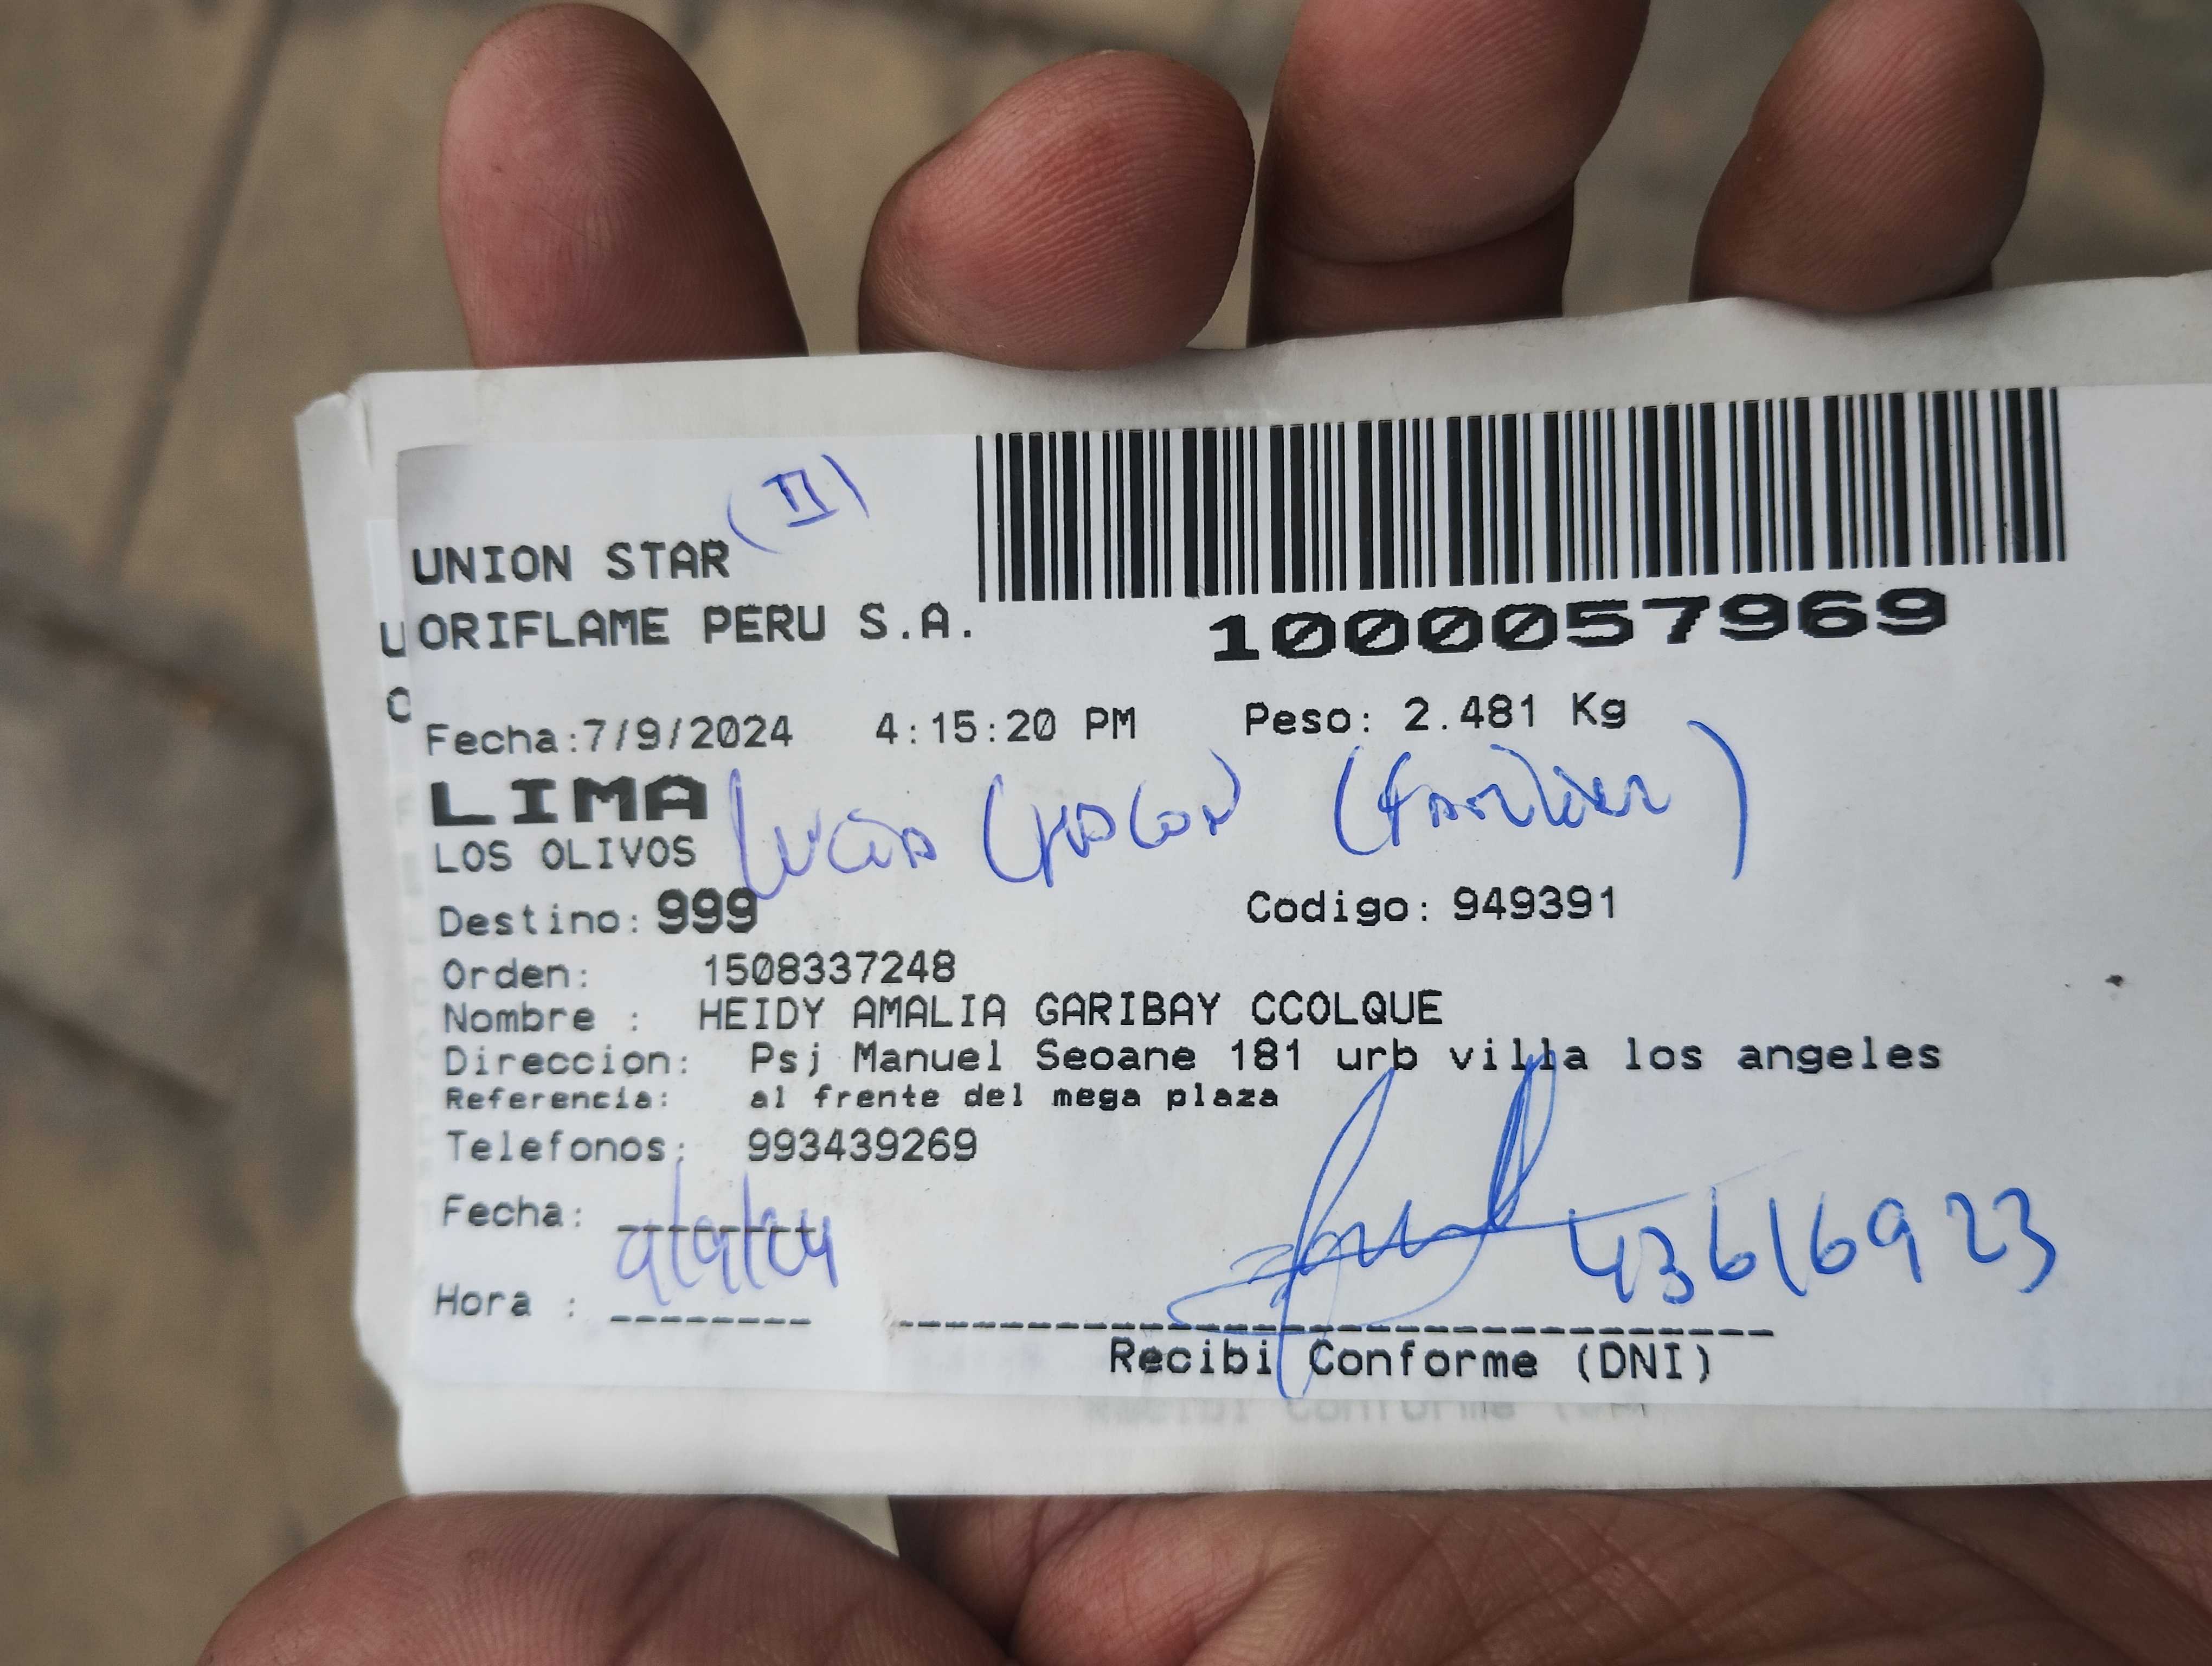 (II)
UNION STAR
ORIFLAME PERU S.A.
1000057969
Fecha:7/9/2024 4:15:20 PM Peso: 2.481 Kg
LIMA
Lucia Chacon (Familiar)
LOS OLIVOS
Destino: 999 Codigo: 949391
Orden: 1508337248
Nombre : HEIDY AMALIA GARIBAY CCOLQUE
Direccion: Psj Manuel Seoane 181 urb villa los angeles
Referencia: al frente del mega plaza
Telefonos: 993439269
Fecha: 9/9/24
43616923
Hora :
Recibi Conforme (DNI)